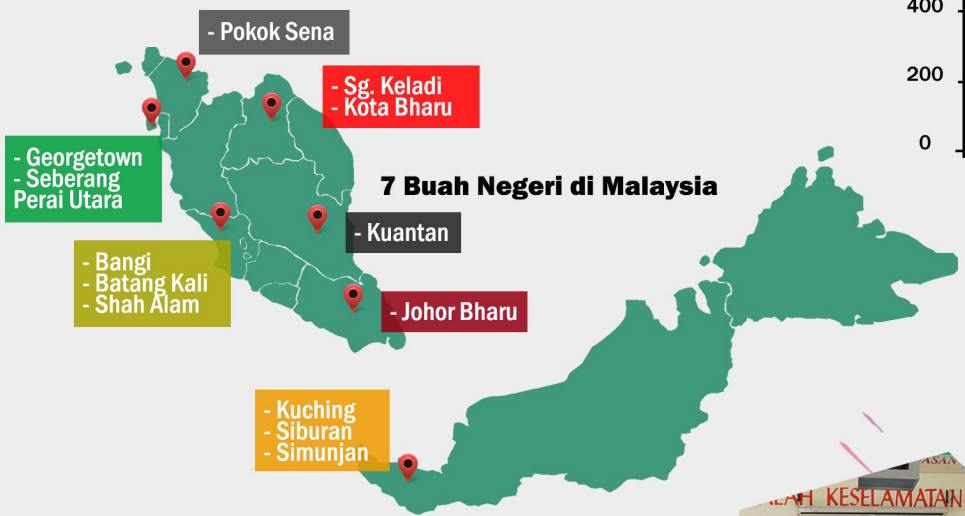 400
- Pokok Sena
200
- Sg. Keladi
- Kota Bharu
0
- Georgetown
- Seberang
Perai Utara
7 Buah Negeri di Malaysia
- Kuantan
- Bangi
- Batang Kali
- Shah Alam
- Johor Bharu
- Kuching
- Siburan
- Simunjan
KESELAMATAN